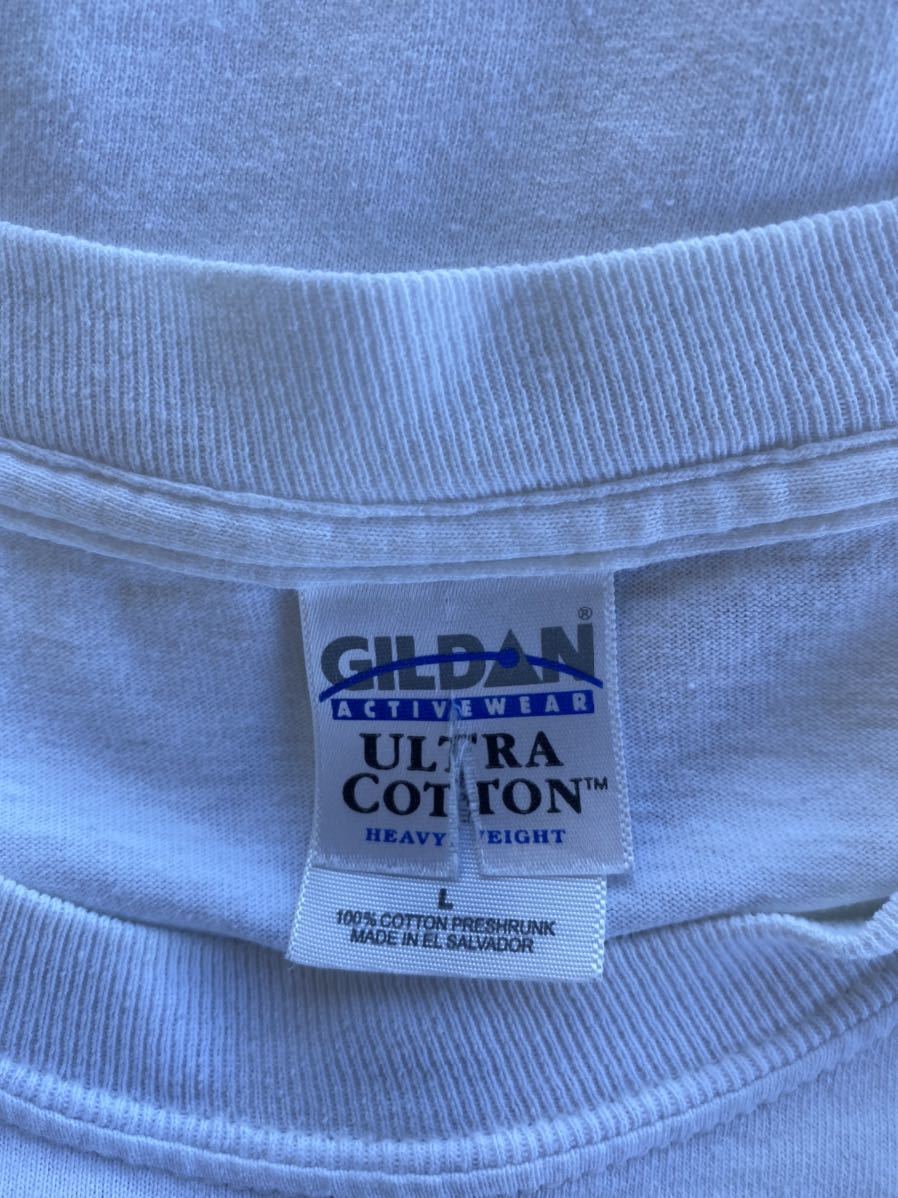 GILDAN®
ACTIVEWEAR
ULTRA
COTTON™
HEAVY WEIGHT
L
100% COTTON PRESHRUNK
MADE IN EL SALVADOR